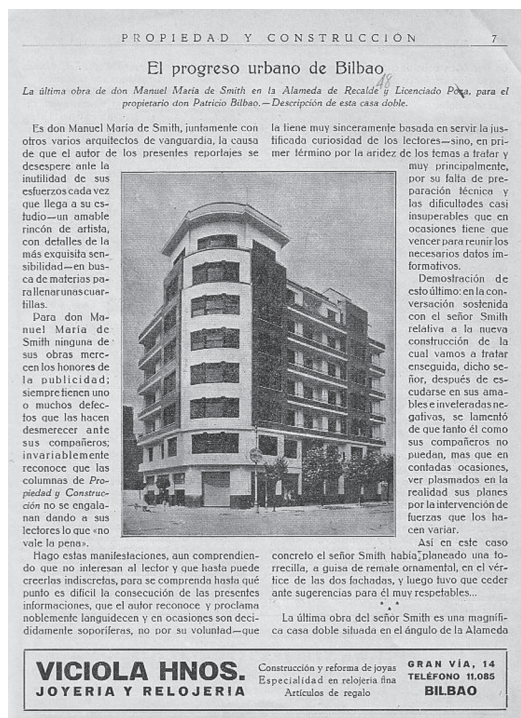 PROPIEDAD Y CONSTRUCCIÓN 7
El progreso urbano de Bilbao
La última obra de don Manuel María de Smith en la Alameda de Recalde y Licenciado Poza, para el
propietario don Patricio Bilbao.—Descripción de esta casa doble.
Es don Manuel María de Smith, juntamente con
otros varios arquitectos de vanguardia, la causa
de que el autor de los presentes reportajes se
desespere ante la
inutilidad de sus
esfuerzos cada vez
que llega a su es-
tudio—un amable
rincón de artista,
con detalles de la
más exquisita sen-
sibilidad—en bus-
ca de materias pa-
ra llenar unas cuar-
tillas.
Para don Ma-
nuel María de
Smith ninguna de
sus obras mere-
cen los honores de
la publicidad;
siempre tienen uno
o muchos defec-
tos que las hacen
desmerecer ante
sus compañeros;
invariablemente
reconoce que las
columnas de Pro-
piedad y Construc-
ción no se engala-
nan dando a sus
lectores lo que «no
vale la pena».
Hago estas manifestaciones, aun comprendien-
do que no interesan al lector y que hasta puede
creerlas indiscretas, para se comprenda hasta qué
punto es difícil la consecución de las presentes
informaciones, que el autor reconoce y proclama
noblemente languidecen y en ocasiones son deci-
didamente soporíferas, no por su voluntad—que
la tiene muy sinceramente basada en servir la jus-
tificada curiosidad de los lectores—sino, en pri-
mer término por la aridez de los temas a tratar y
muy principalmente,
por su falta de pre-
paración técnica y
las dificultades casi
insuperables que en
ocasiones tiene que
vencer para reunir los
necesarios datos in-
formativos.
Demostración de
esto último: en la con-
versación sostenida
con el señor Smith
relativa a la nueva
construcción de la
cual vamos a tratar
enseguida, dicho se-
ñor, después de es-
cudarse en sus ama-
bles e inveteradas ne-
gativas, se lamentó
de que tanto él como
sus compañeros no
puedan, mas que en
contadas ocasiones,
ver plasmados en la
realidad sus planes
por la intervención de
fuerzas que los ha-
cen variar.
Así en este caso
concreto el señor Smith había planeado una to-
rrecilla, a guisa de remate ornamental, en el vér-
tice de las dos fachadas, y luego tuvo que ceder
ante sugerencias para él muy respetables...
* * *
La última obra del señor Smith es una magnífi-
ca casa doble situada en el ángulo de la Alameda
VICIOLA HNOS.
JOYERIA Y RELOJERIA
Construcción y reforma de joyas
Especialidad en relojería fina
Artículos de regalo
GRAN VÍA, 14
TELÉFONO 11.085
BILBAO